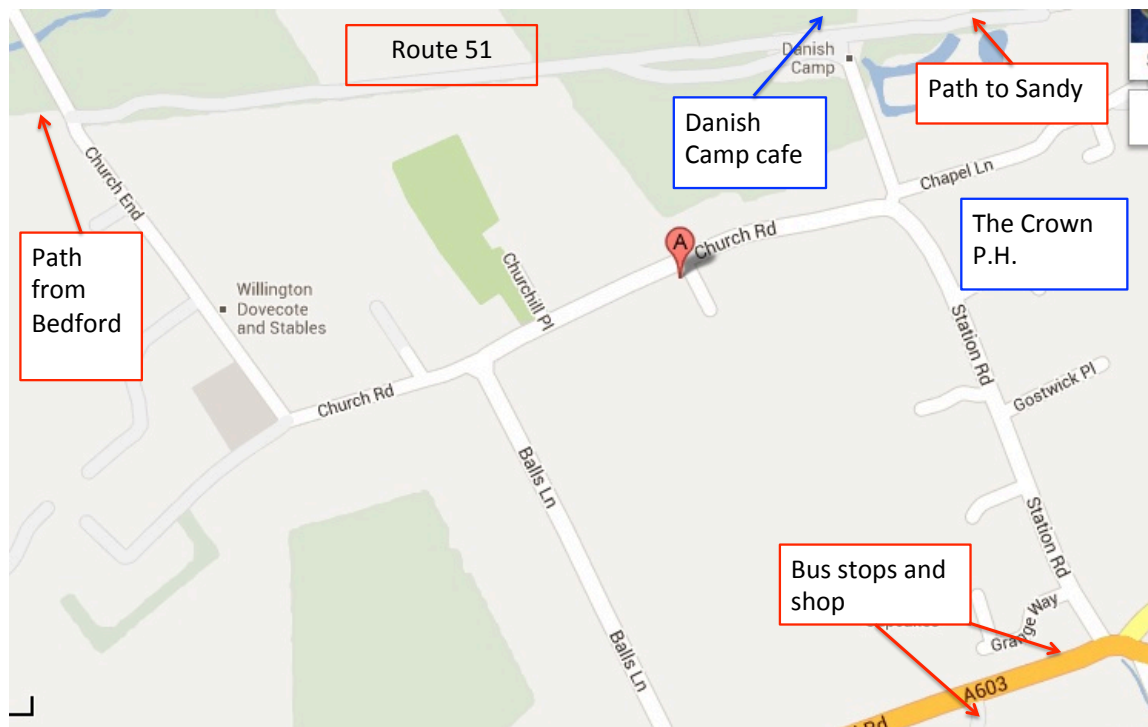 Route 51
Danish
Camp
Path to Sandy
Danish
Camp cafe
Church End
Chapel Ln
The Crown
P.H.
Path
from
Bedford
A
Church Rd
Churchill Pl
Willington
Dovecote
and Stables
Station Rd
Gostwick Pl
Church Rd
Balls Ln
Station Rd
Bus stops and
shop
Grange Way
Balls Ln
A603
Rd